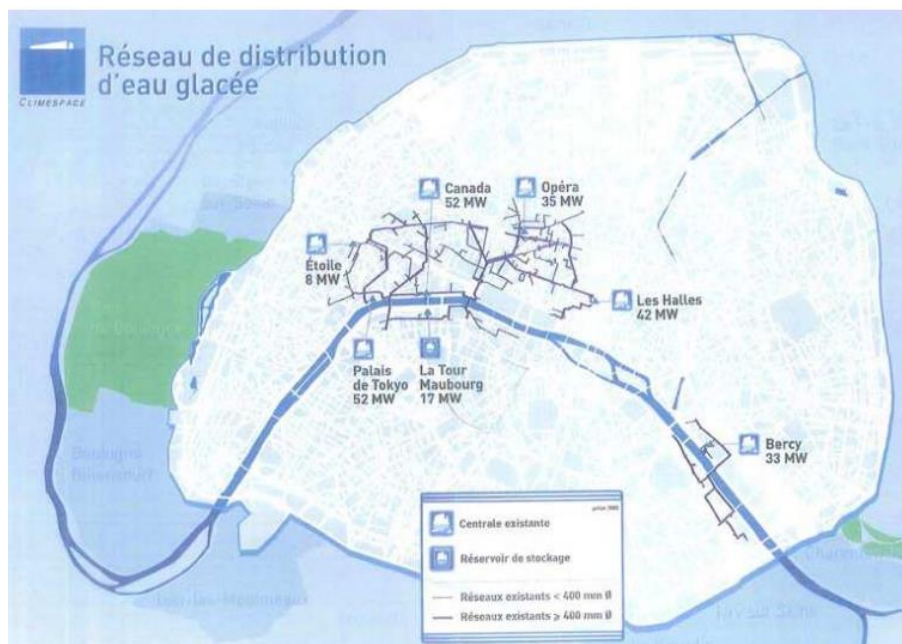 CLIMESPACE
Réseau de distribution
d'eau glacée
Canada
52 MW
Opéra
35 MW
Étoile
8 MW
Les Halles
42 MW
Palais
de Tokyo
52 MW
La Tour
Maubourg
17 MW
Bercy
33 MW
Centrale existante
Réservoir de stockage
Réseaux existants < 400 mm Ø
Réseaux existants ≥ 400 mm Ø